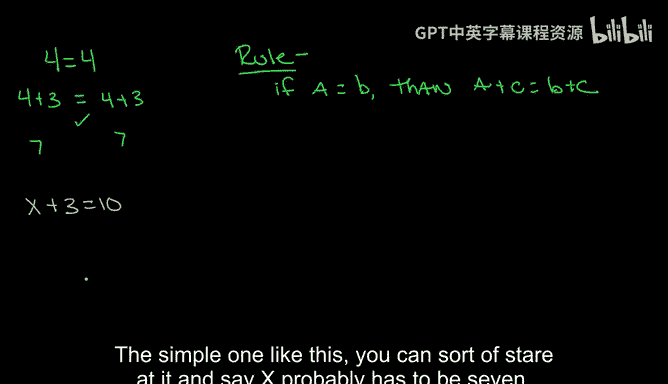 GPT中英字幕课程资源 bilibili
4=4
Rule-
if A = b, thAN A+C = b+C
4+3 = 4+3
✓
7 7
X+3=10
The simple one like this, you can sort of stare
at it and say X probably has to be seven